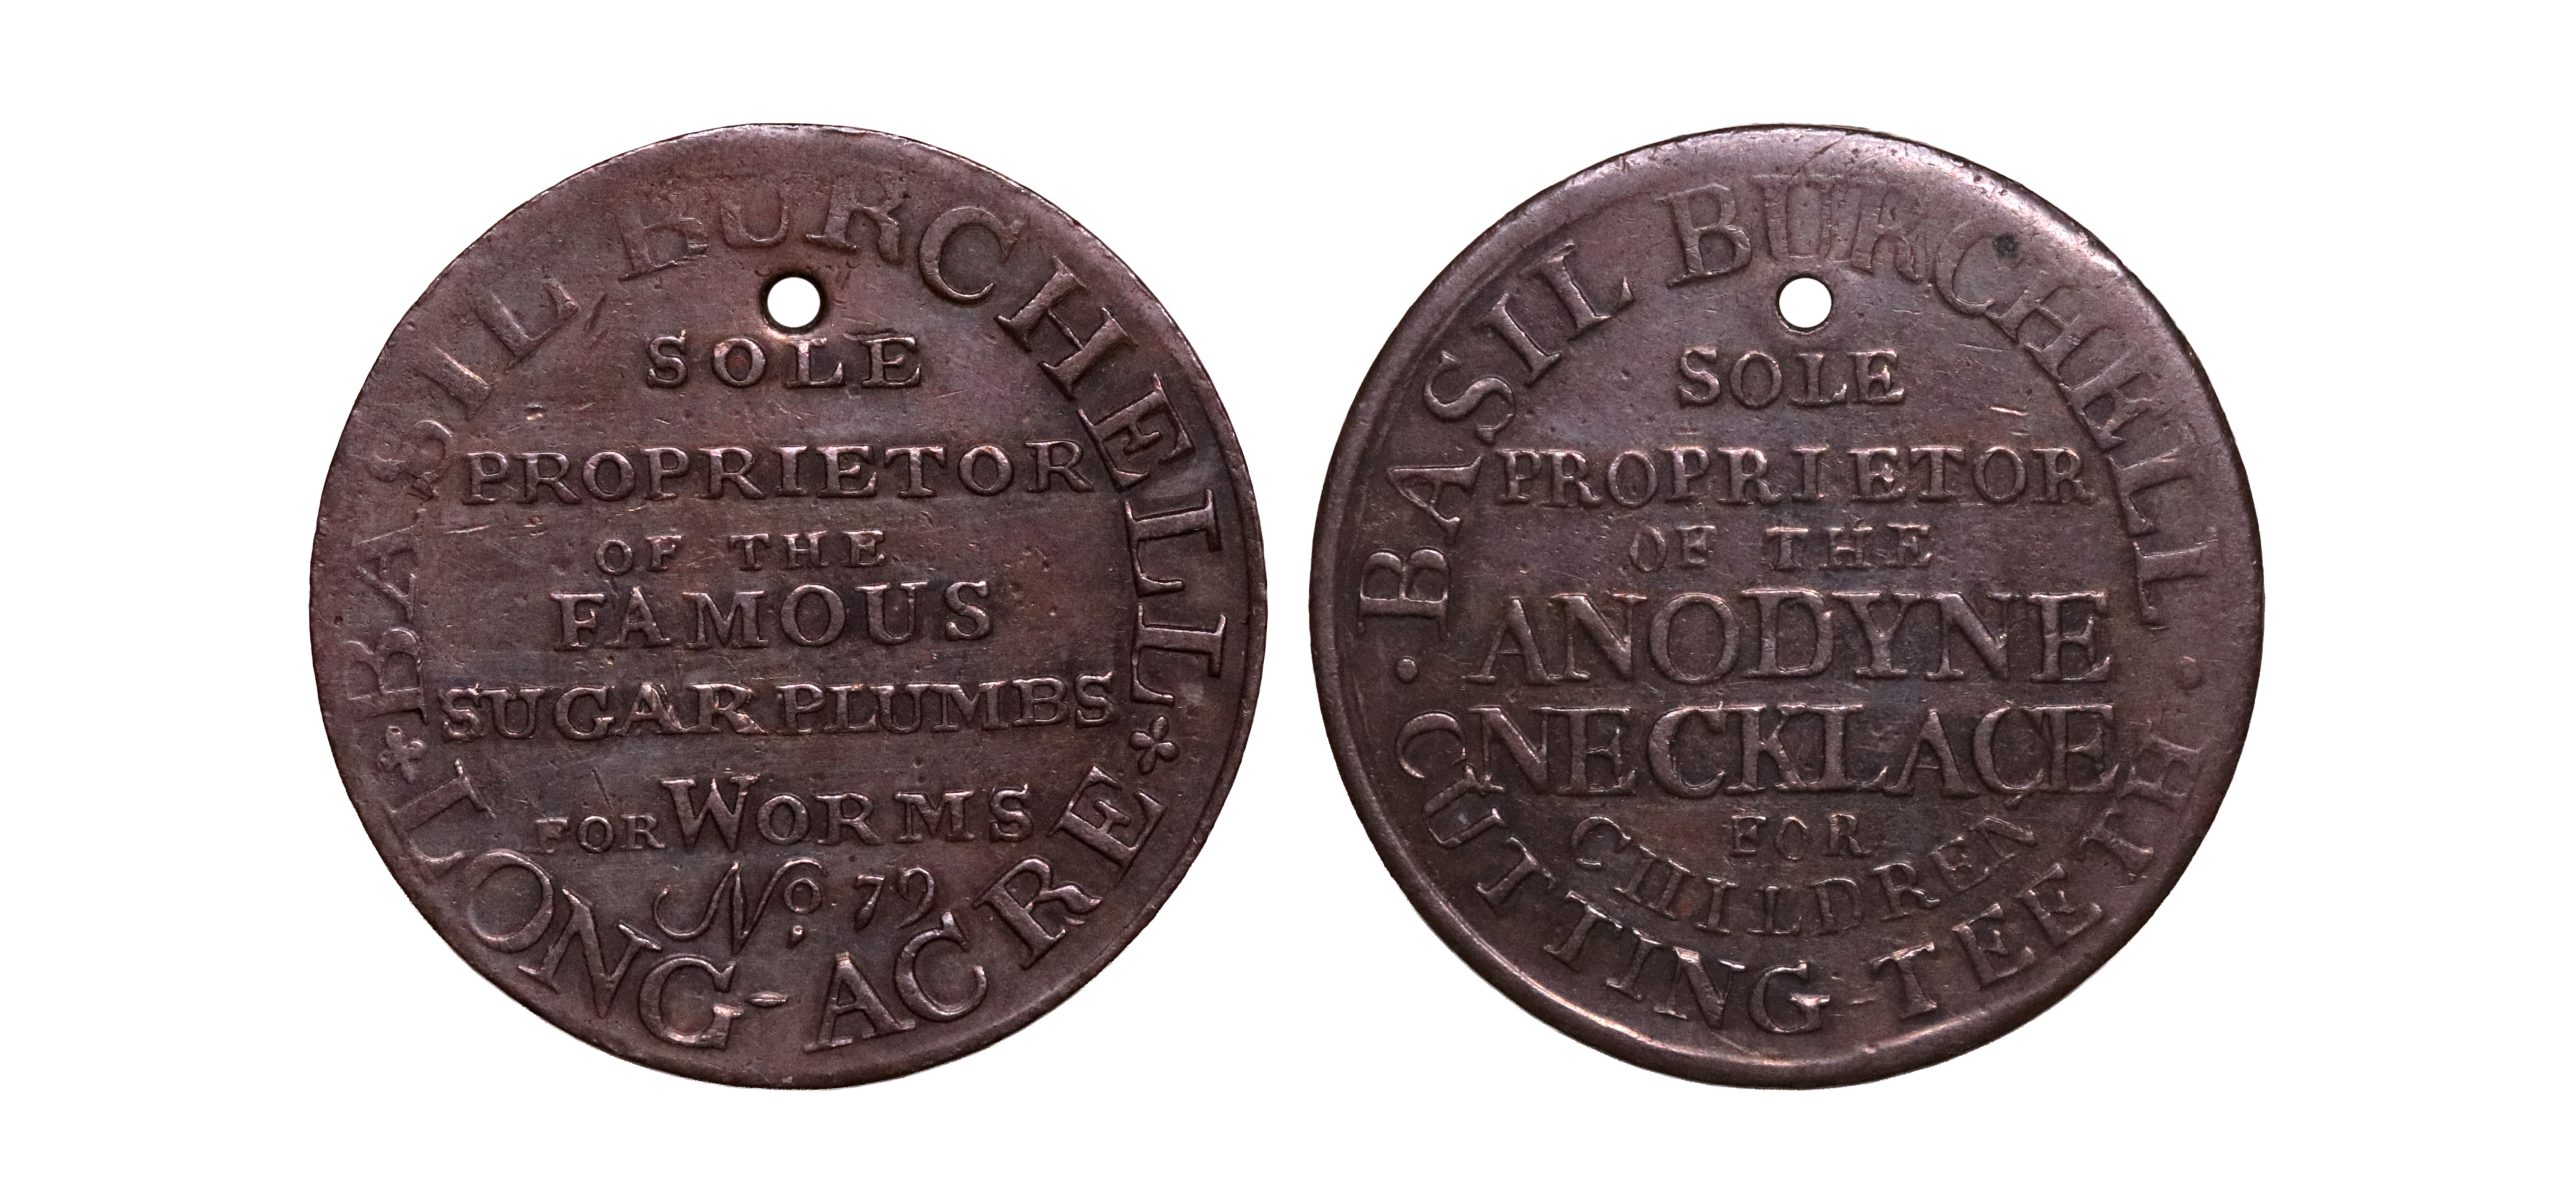 BASIL BURCHELL
SOLE
PROPRIETOR
OF THE
FAMOUS
SUGAR PLUMBS
FOR WORMS
No. 79
LONG-ACRE
BASIL BURCHELL
SOLE
PROPRIETOR
OF THE
ANODYNE
NECKLACE
FOR
CHILDREN
CUTTING-TEETH